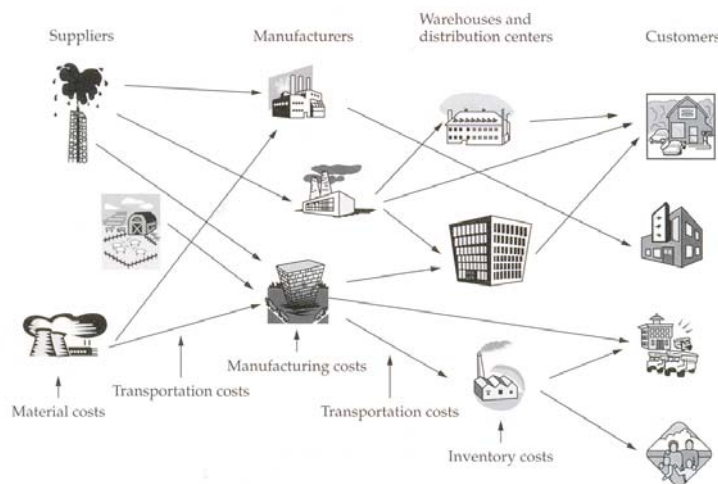 Suppliers
Manufacturers
Warehouses and
distribution centers
Customers
Material costs
Transportation costs
Manufacturing costs
Transportation costs
Inventory costs